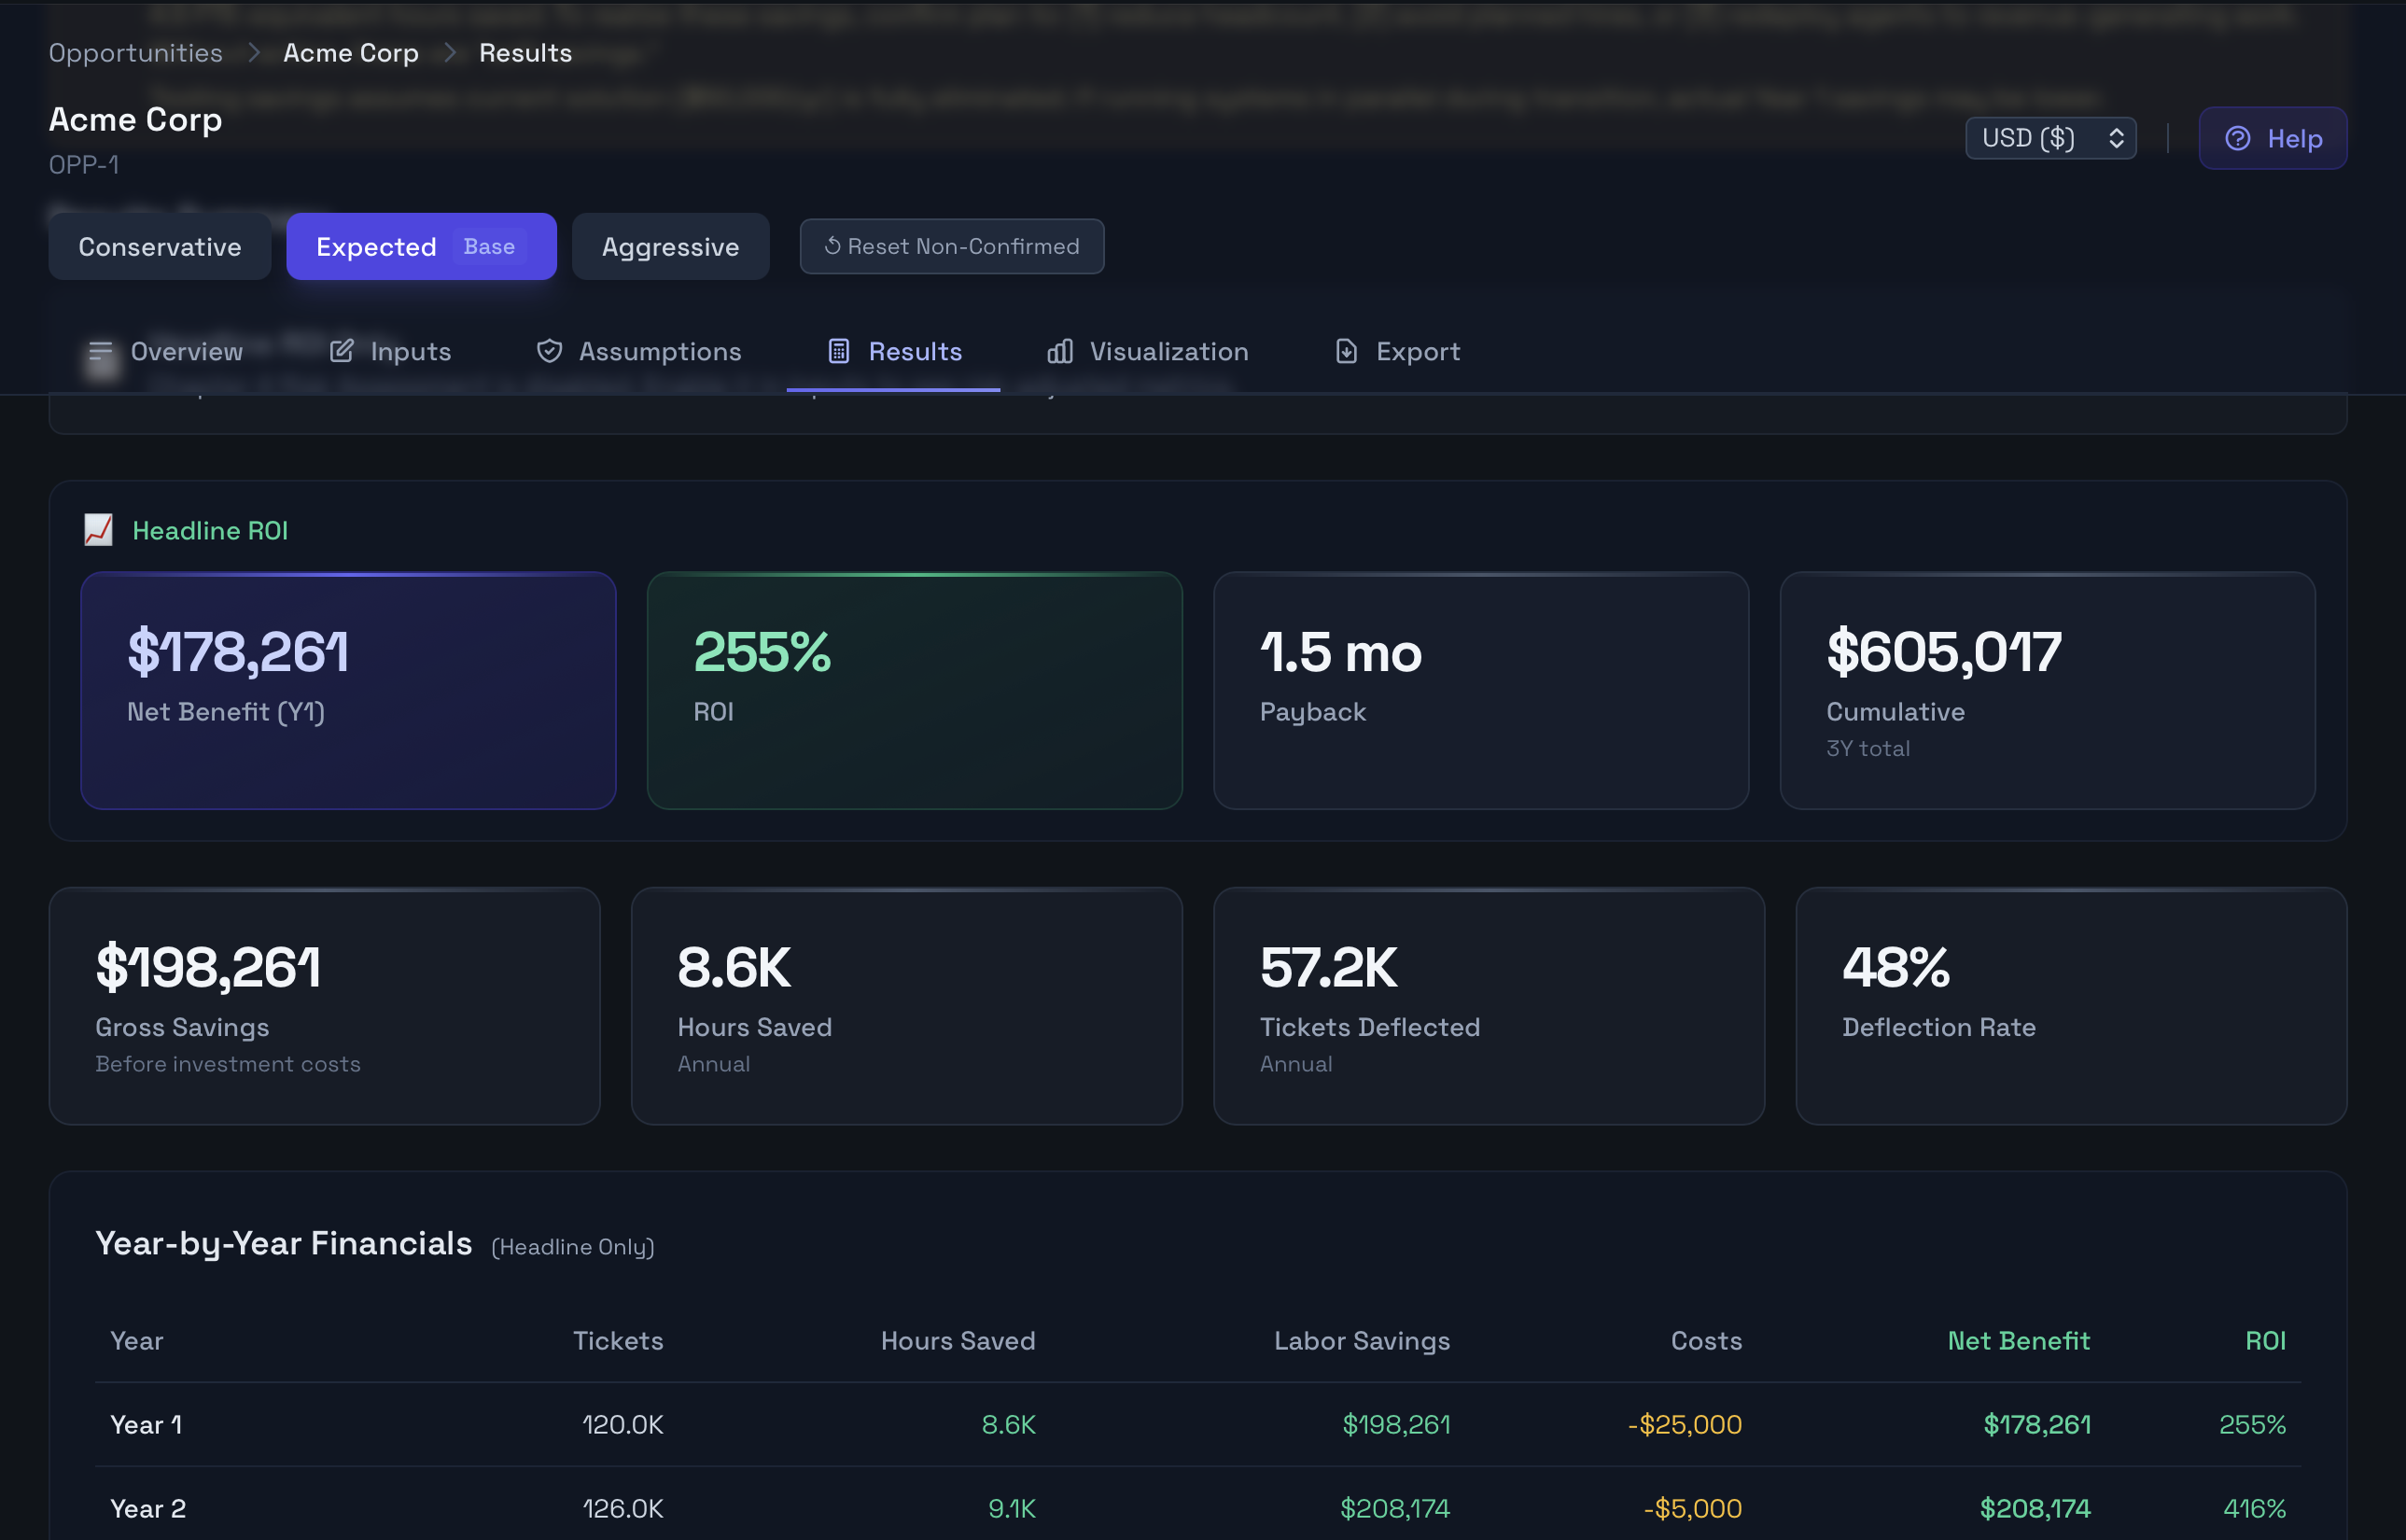 Opportunities > Acme Corp > Results
Acme Corp
OPP-1
USD ($)
Help
Conservative
Expected Base
Aggressive
Reset Non-Confirmed
Overview
Inputs
Assumptions
Results
Visualization
Export
Headline ROI
$178,261
Net Benefit (Y1)
255%
ROI
1.5 mo
Payback
$605,017
Cumulative
3Y total
$198,261
Gross Savings
Before investment costs
8.6K
Hours Saved
Annual
57.2K
Tickets Deflected
Annual
48%
Deflection Rate
Year-by-Year Financials (Headline Only)
Year Tickets Hours Saved Labor Savings Costs Net Benefit ROI
Year 1 120.0K 8.6K $198,261 -$25,000 $178,261 255%
Year 2 126.0K 9.1K $208,174 -$5,000 $208,174 416%